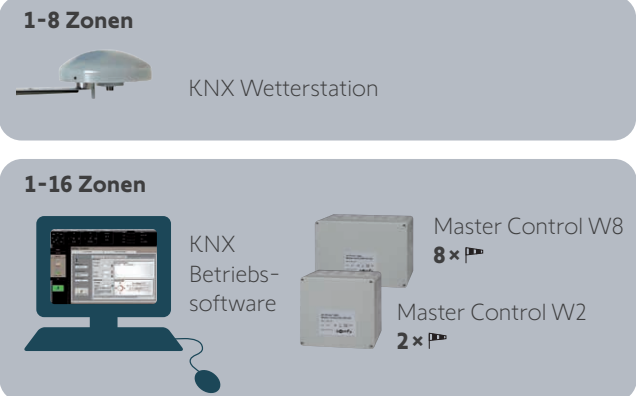 1-8 Zonen
KNX Wetterstation
1-16 Zonen
KNX
Betriebs-
software
Master Control W8
8 ×
Master Control W2
2 ×
somfy